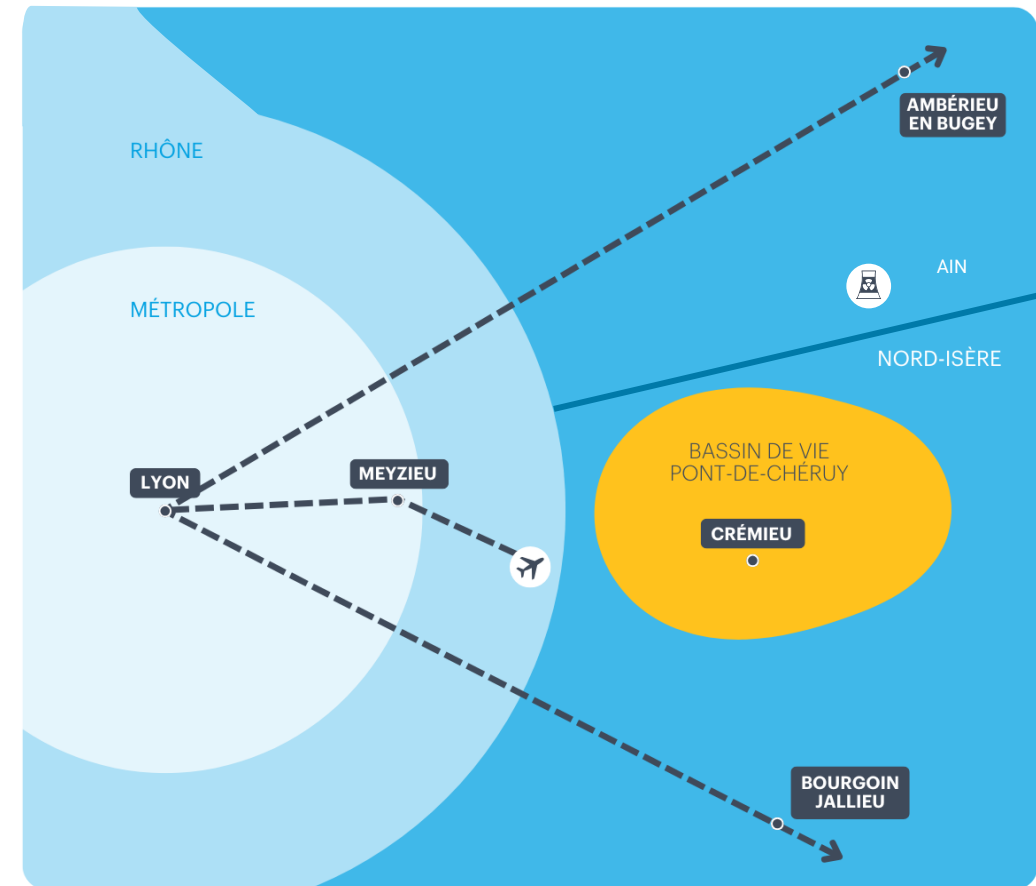 AMBÉRIEU
EN BUGEY
RHÔNE
AIN
MÉTROPOLE
NORD-ISÈRE
BASSIN DE VIE
PONT-DE-CHÉRUY
MEYZIEU
LYON
CRÉMIEU
BOURGOIN
JALLIEU